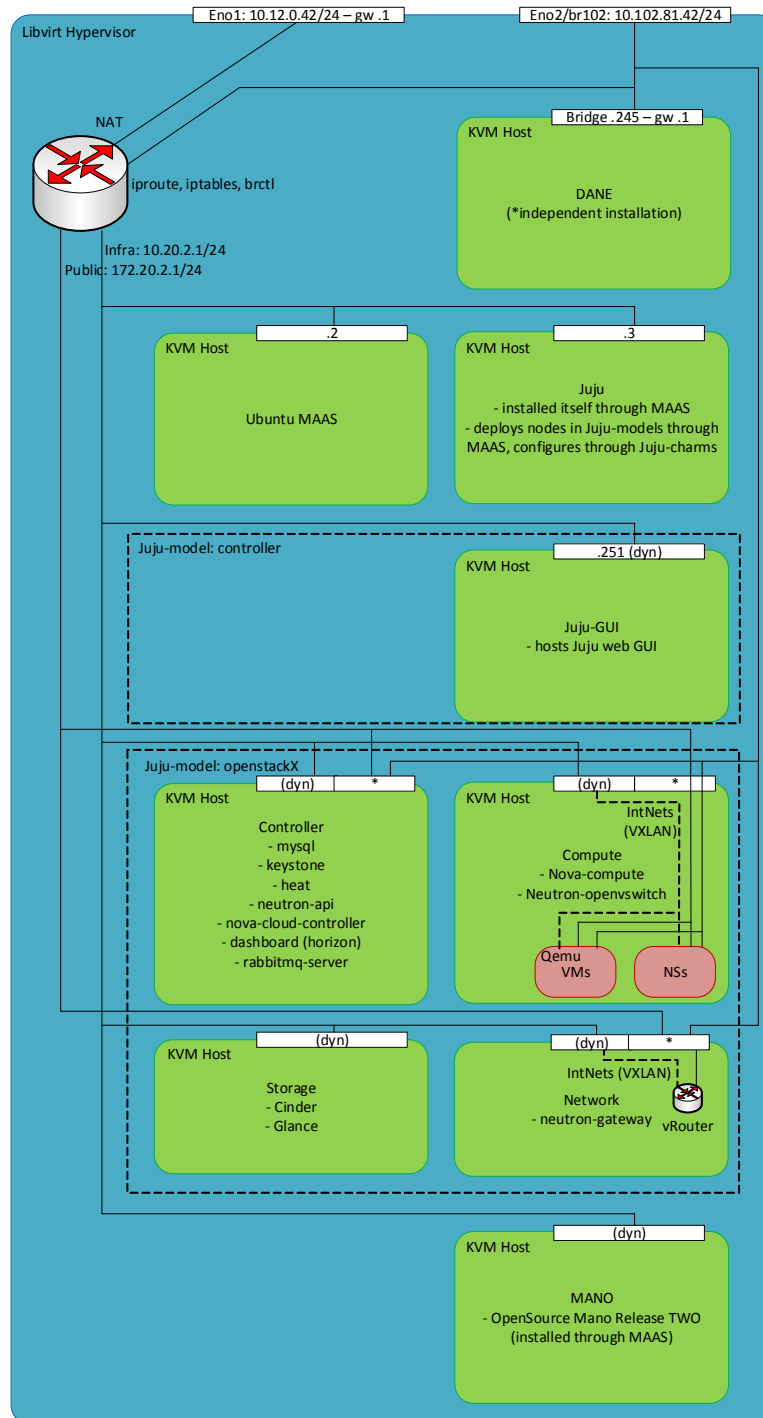 Eno1: 10.12.0.42/24 – gw .1
Eno2/br102: 10.102.81.42/24
Libvirt Hypervisor
NAT
iproute, iptables, brctl
Bridge .245 – gw .1
KVM Host
DANE
(*independent installation)
Infra: 10.20.2.1/24
Public: 172.20.2.1/24
.2
KVM Host
Ubuntu MAAS
.3
KVM Host
Juju
- installed itself through MAAS
- deploys nodes in Juju-models through
MAAS, configures through Juju-charms
Juju-model: controller
.251 (dyn)
KVM Host
Juju-GUI
- hosts Juju web GUI
Juju-model: openstackX
(dyn)
*
KVM Host
Controller
- mysql
- keystone
- heat
- neutron-api
- nova-cloud-controller
- dashboard (horizon)
- rabbitmq-server
(dyn)
*
KVM Host
IntNets
(VXLAN)
Compute
- Nova-compute
- Neutron-openvswitch
Qemu
VMs
NSs
(dyn)
KVM Host
Storage
- Cinder
- Glance
(dyn)
*
IntNets (VXLAN)
Network
- neutron-gateway
vRouter
(dyn)
KVM Host
MANO
- OpenSource Mano Release TWO
(installed through MAAS)